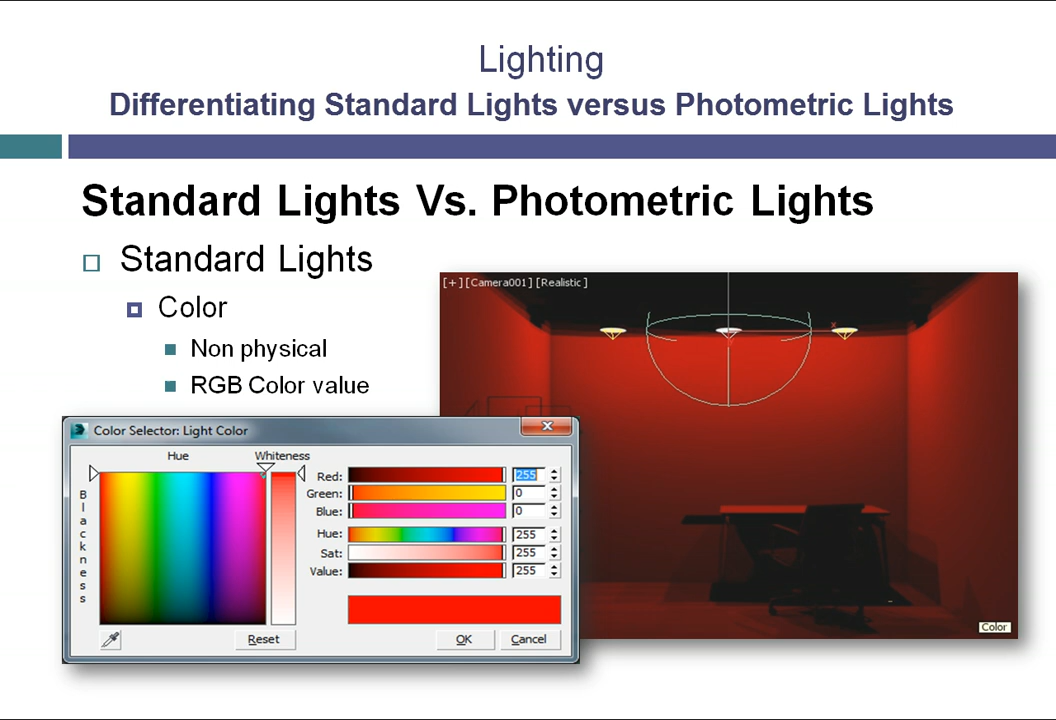 Lighting
Differentiating Standard Lights versus Photometric Lights
Standard Lights Vs. Photometric Lights
Standard Lights
Color
Non physical
RGB Color value
[+][Camera001][Realistic]
x
Color
Color Selector: Light Color
Hue
Whiteness
Blackness
Red: 255
Green: 0
Blue: 0
Hue: 255
Sat: 255
Value: 255
Reset
OK
Cancel